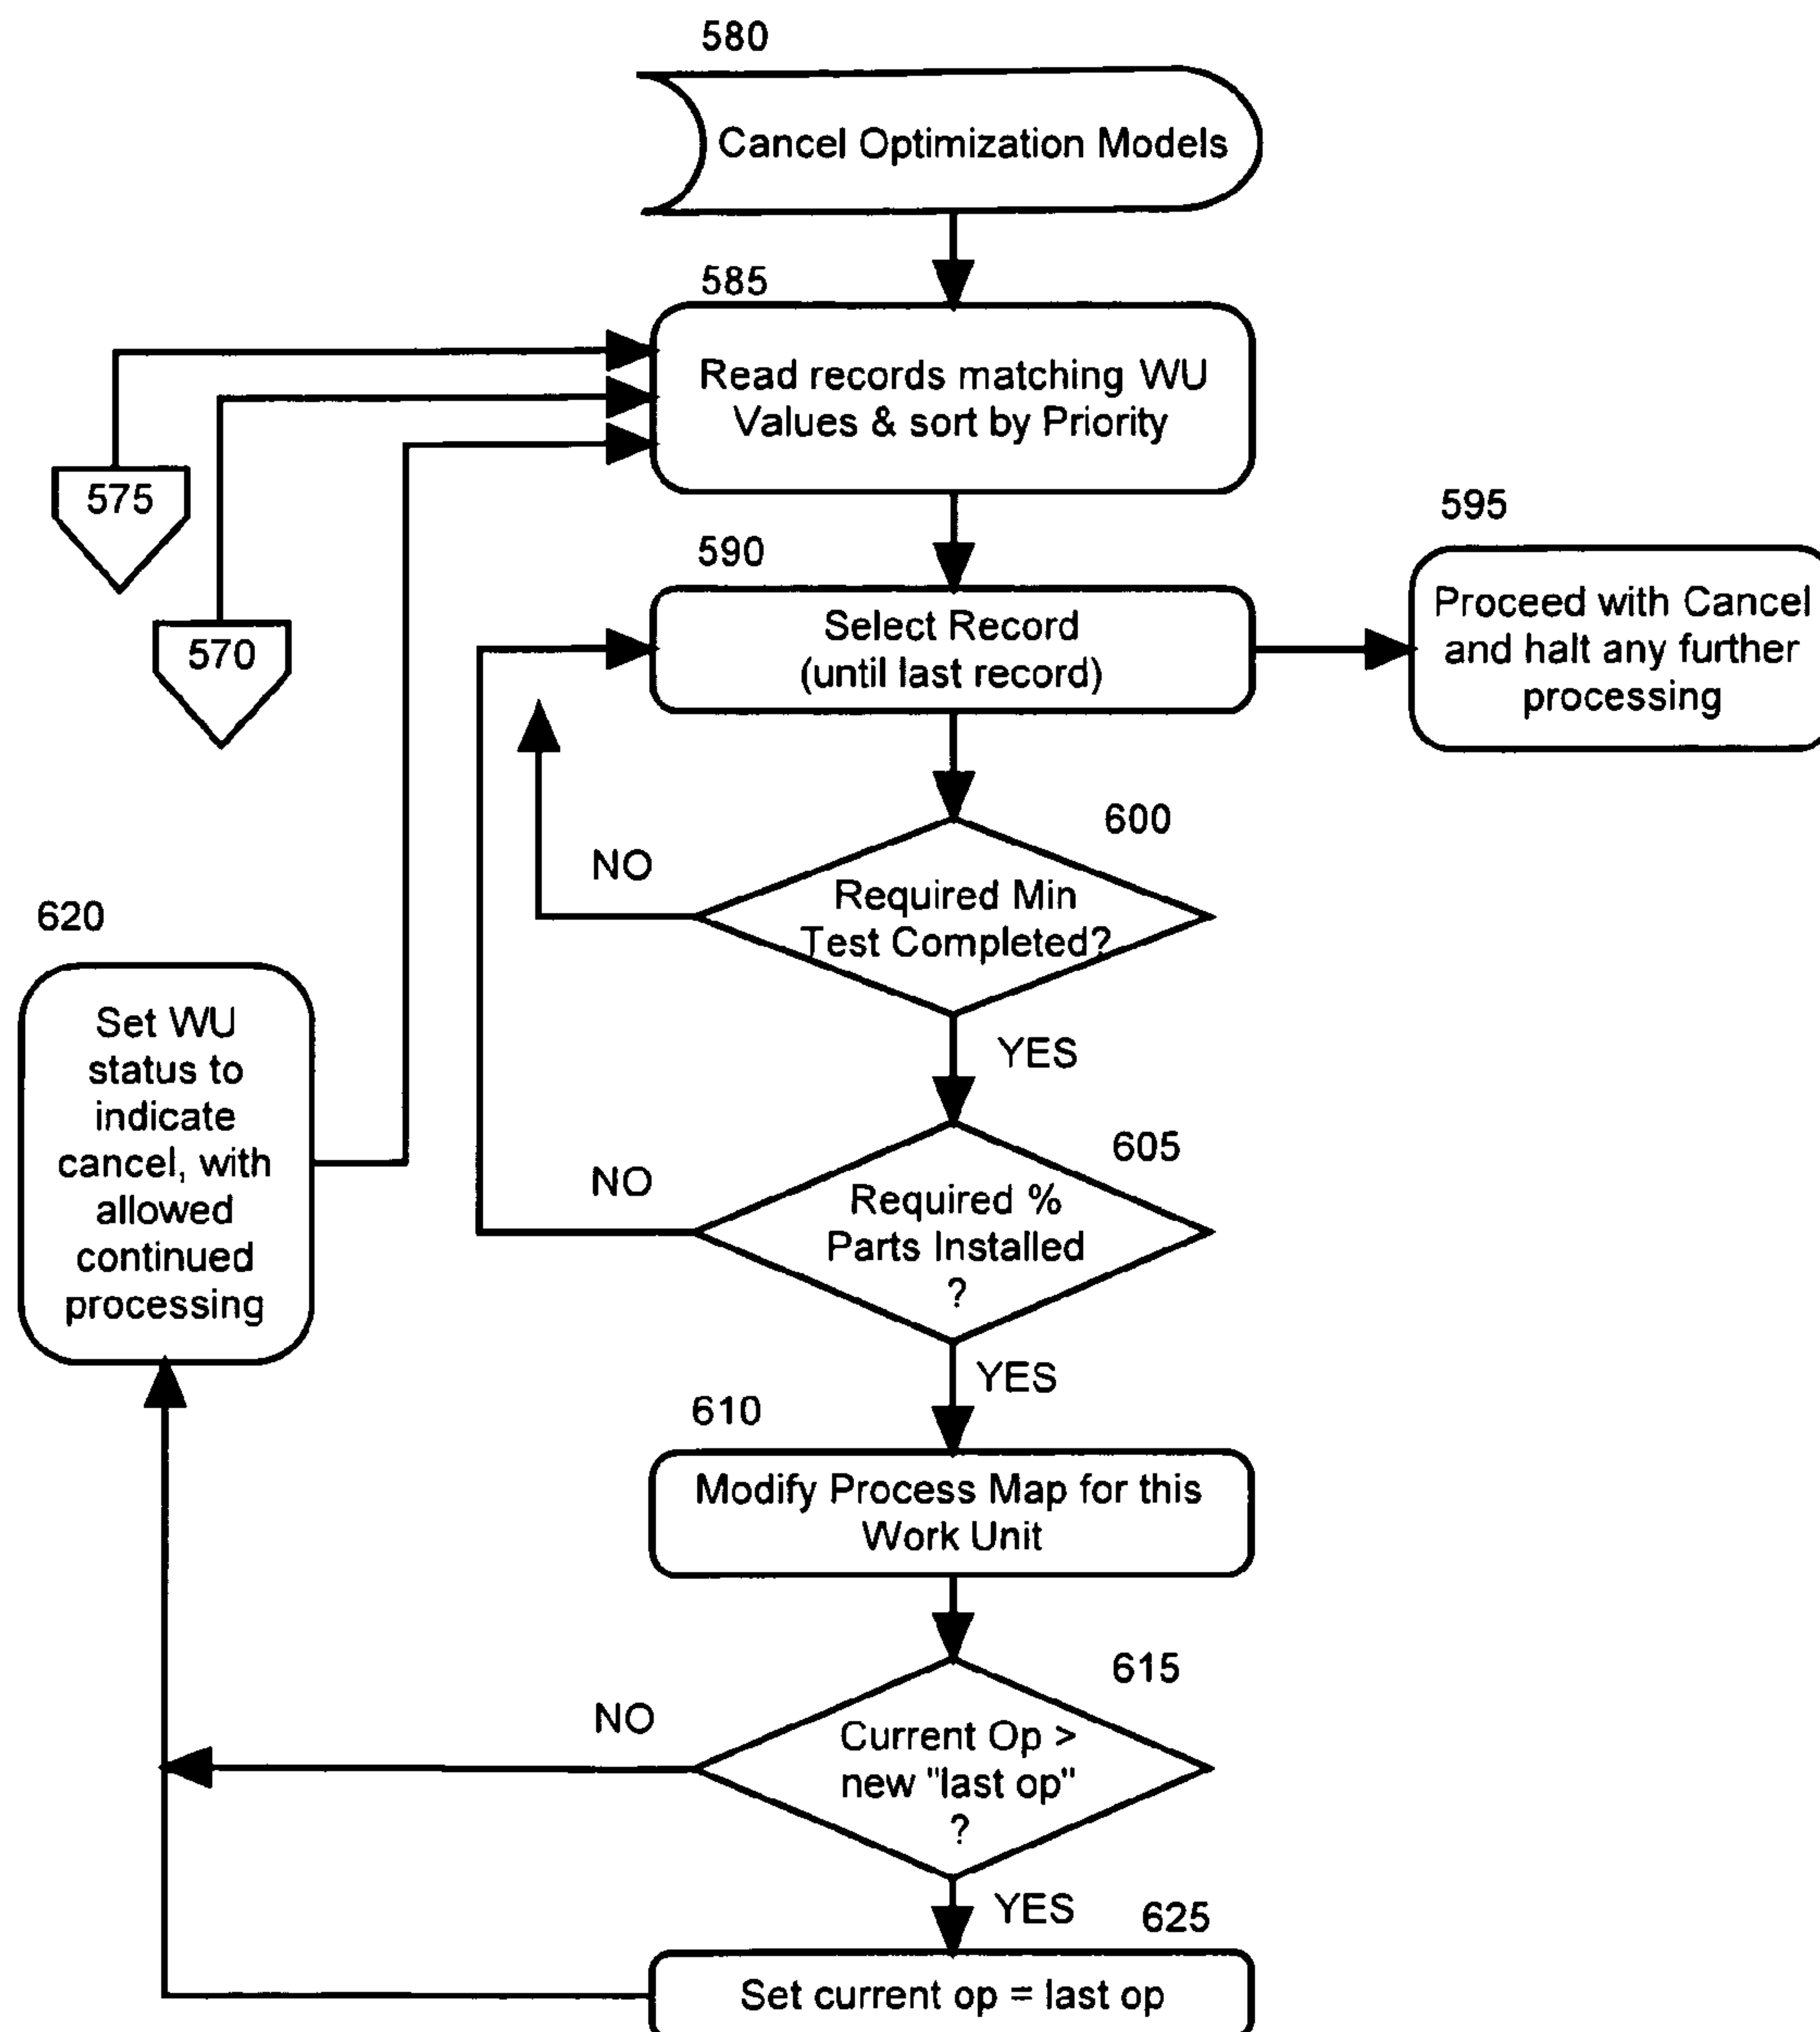 580
Cancel Optimization Models
585
Read records matching WU
Values & sort by Priority
575
570
590
Select Record
(until last record)
595
Proceed with Cancel
and halt any further
processing
600
NO
Required Min
Test Completed?
YES
620
Set WU
status to
indicate
cancel, with
allowed
continued
processing
605
NO
Required %
Parts Installed
?
YES
610
Modify Process Map for this
Work Unit
615
NO
Current Op >
new "last op"
?
YES
625
Set current op = last op